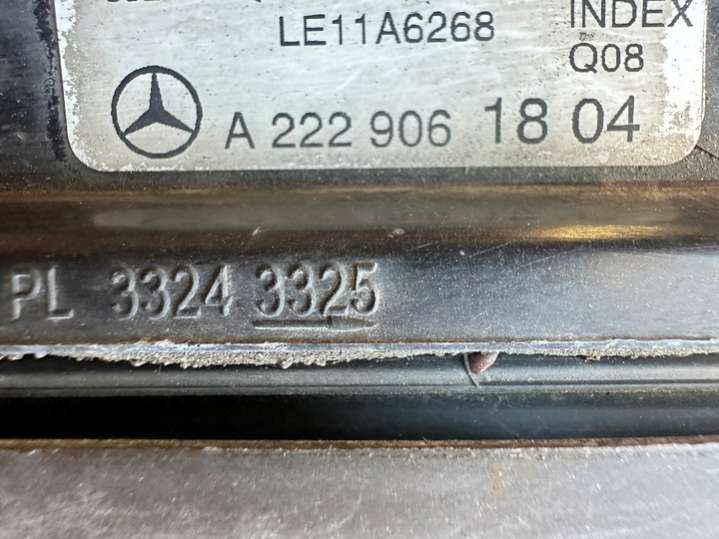 LE11A6268
INDEX
Q08
A 222 906 18 04
PL 3324 3325